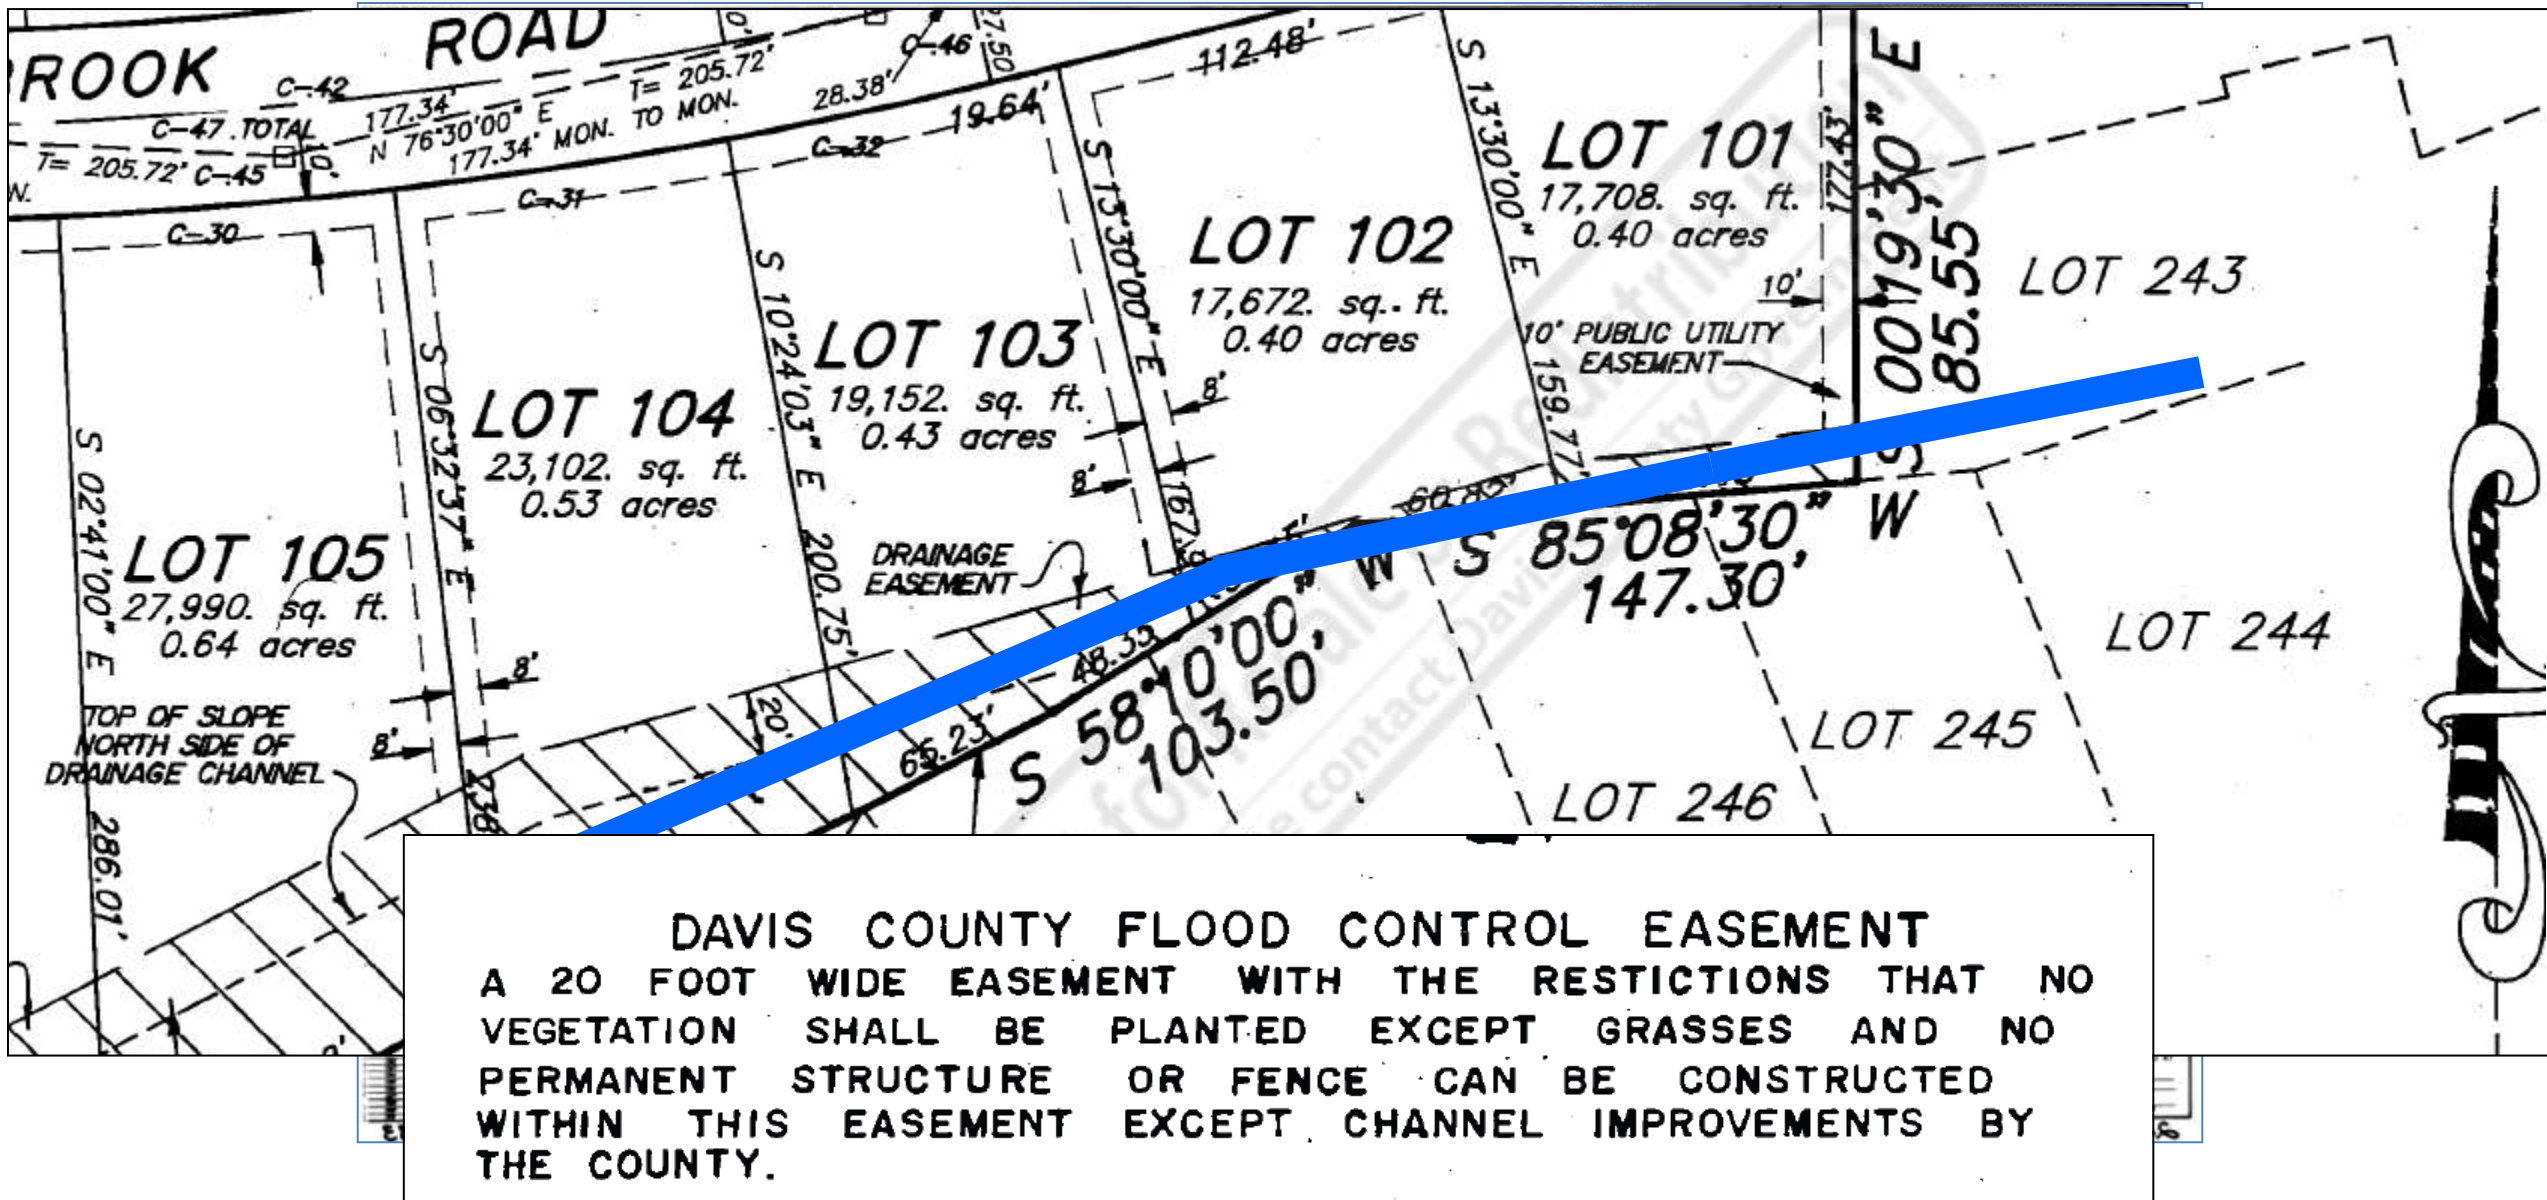 BROOK ROAD
C-42
C-47 TOTAL
T= 205.72' C-45
177.34'
N 76°30'00" E
177.34' MON. TO MON.
T= 205.72'
28.38'
C-46
27.50
19.64'
112.48'
C-30
C-31
C-32
S 13°30'00" E
S 13°30'00" E
LOT 101
17,708. sq. ft.
0.40 acres
177.43'
S 00°19'30" E
85.55'
LOT 102
17,672. sq. ft.
0.40 acres
10'
10' PUBLIC UTILITY
EASEMENT
159.77'
LOT 243
S 10°24'03" E 200.75'
LOT 103
19,152. sq. ft.
0.43 acres
8'
8'
S 06°32'37" E
LOT 104
23,102. sq. ft.
0.53 acres
S 02°41'00" E 286.01'
LOT 105
27,990. sq. ft.
0.64 acres
8'
8'
DRAINAGE
EASEMENT
TOP OF SLOPE
NORTH SIDE OF
DRAINAGE CHANNEL
20'
48.35'
65.23'
S 58°10'00" W
103.50'
S 85°08'30" W
147.30'
LOT 244
LOT 245
LOT 246
DAVIS COUNTY FLOOD CONTROL EASEMENT
A 20 FOOT WIDE EASEMENT WITH THE RESTICTIONS THAT NO
VEGETATION SHALL BE PLANTED EXCEPT GRASSES AND NO
PERMANENT STRUCTURE OR FENCE CAN BE CONSTRUCTED
WITHIN THIS EASEMENT EXCEPT CHANNEL IMPROVEMENTS BY
THE COUNTY.